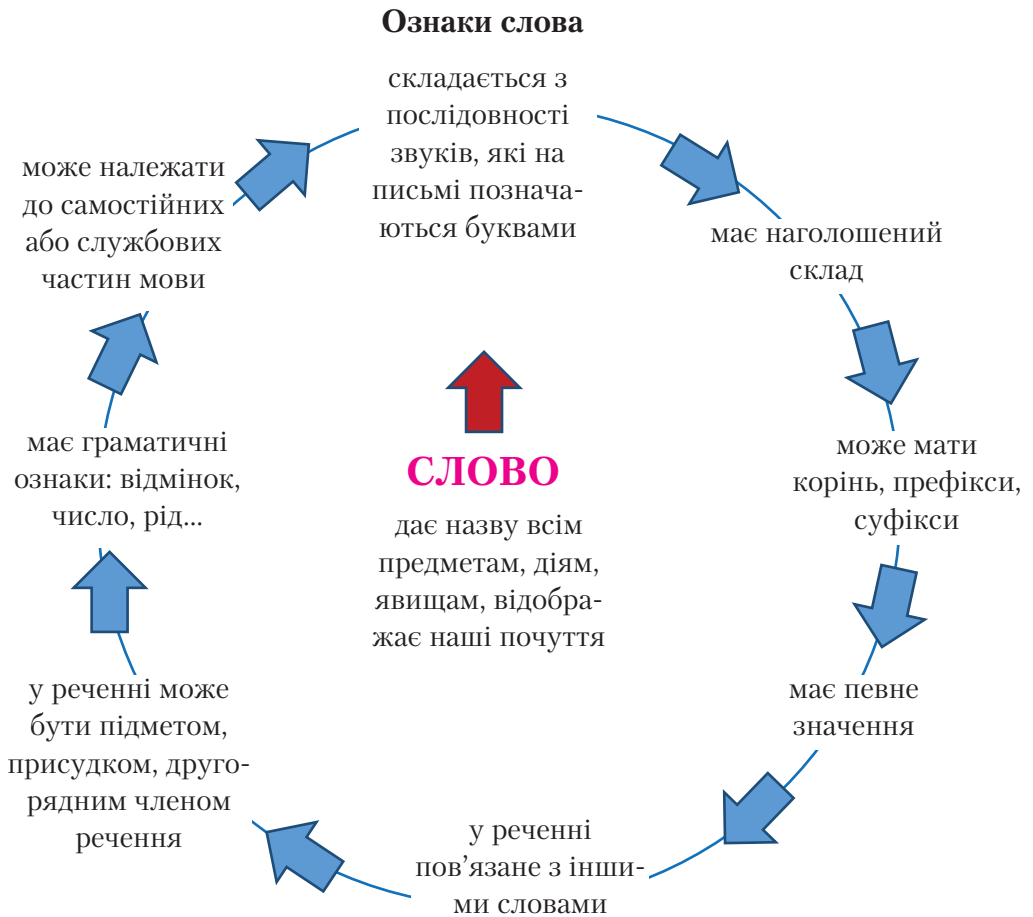 Ознаки слова
складається з
послідовності
звуків, які на
письмі познача-
ються буквами
має наголошений
склад
може мати
корінь, префікси,
суфікси
має певне
значення
у реченні
пов’язане з інши-
ми словами
у реченні може
бути підметом,
присудком, друго-
рядним членом
речення
має граматичні
ознаки: відмінок,
число, рід...
може належати
до самостійних
або службових
частин мови
СЛОВО
дає назву всім
предметам, діям,
явищам, відобра-
жає наші почуття